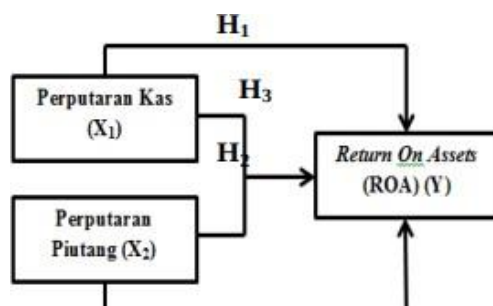 H₁
Perputaran Kas
(X₁)
H₃
H₂
Return On Assets
(ROA) (Y)
Perputaran
Piutang (X₂)